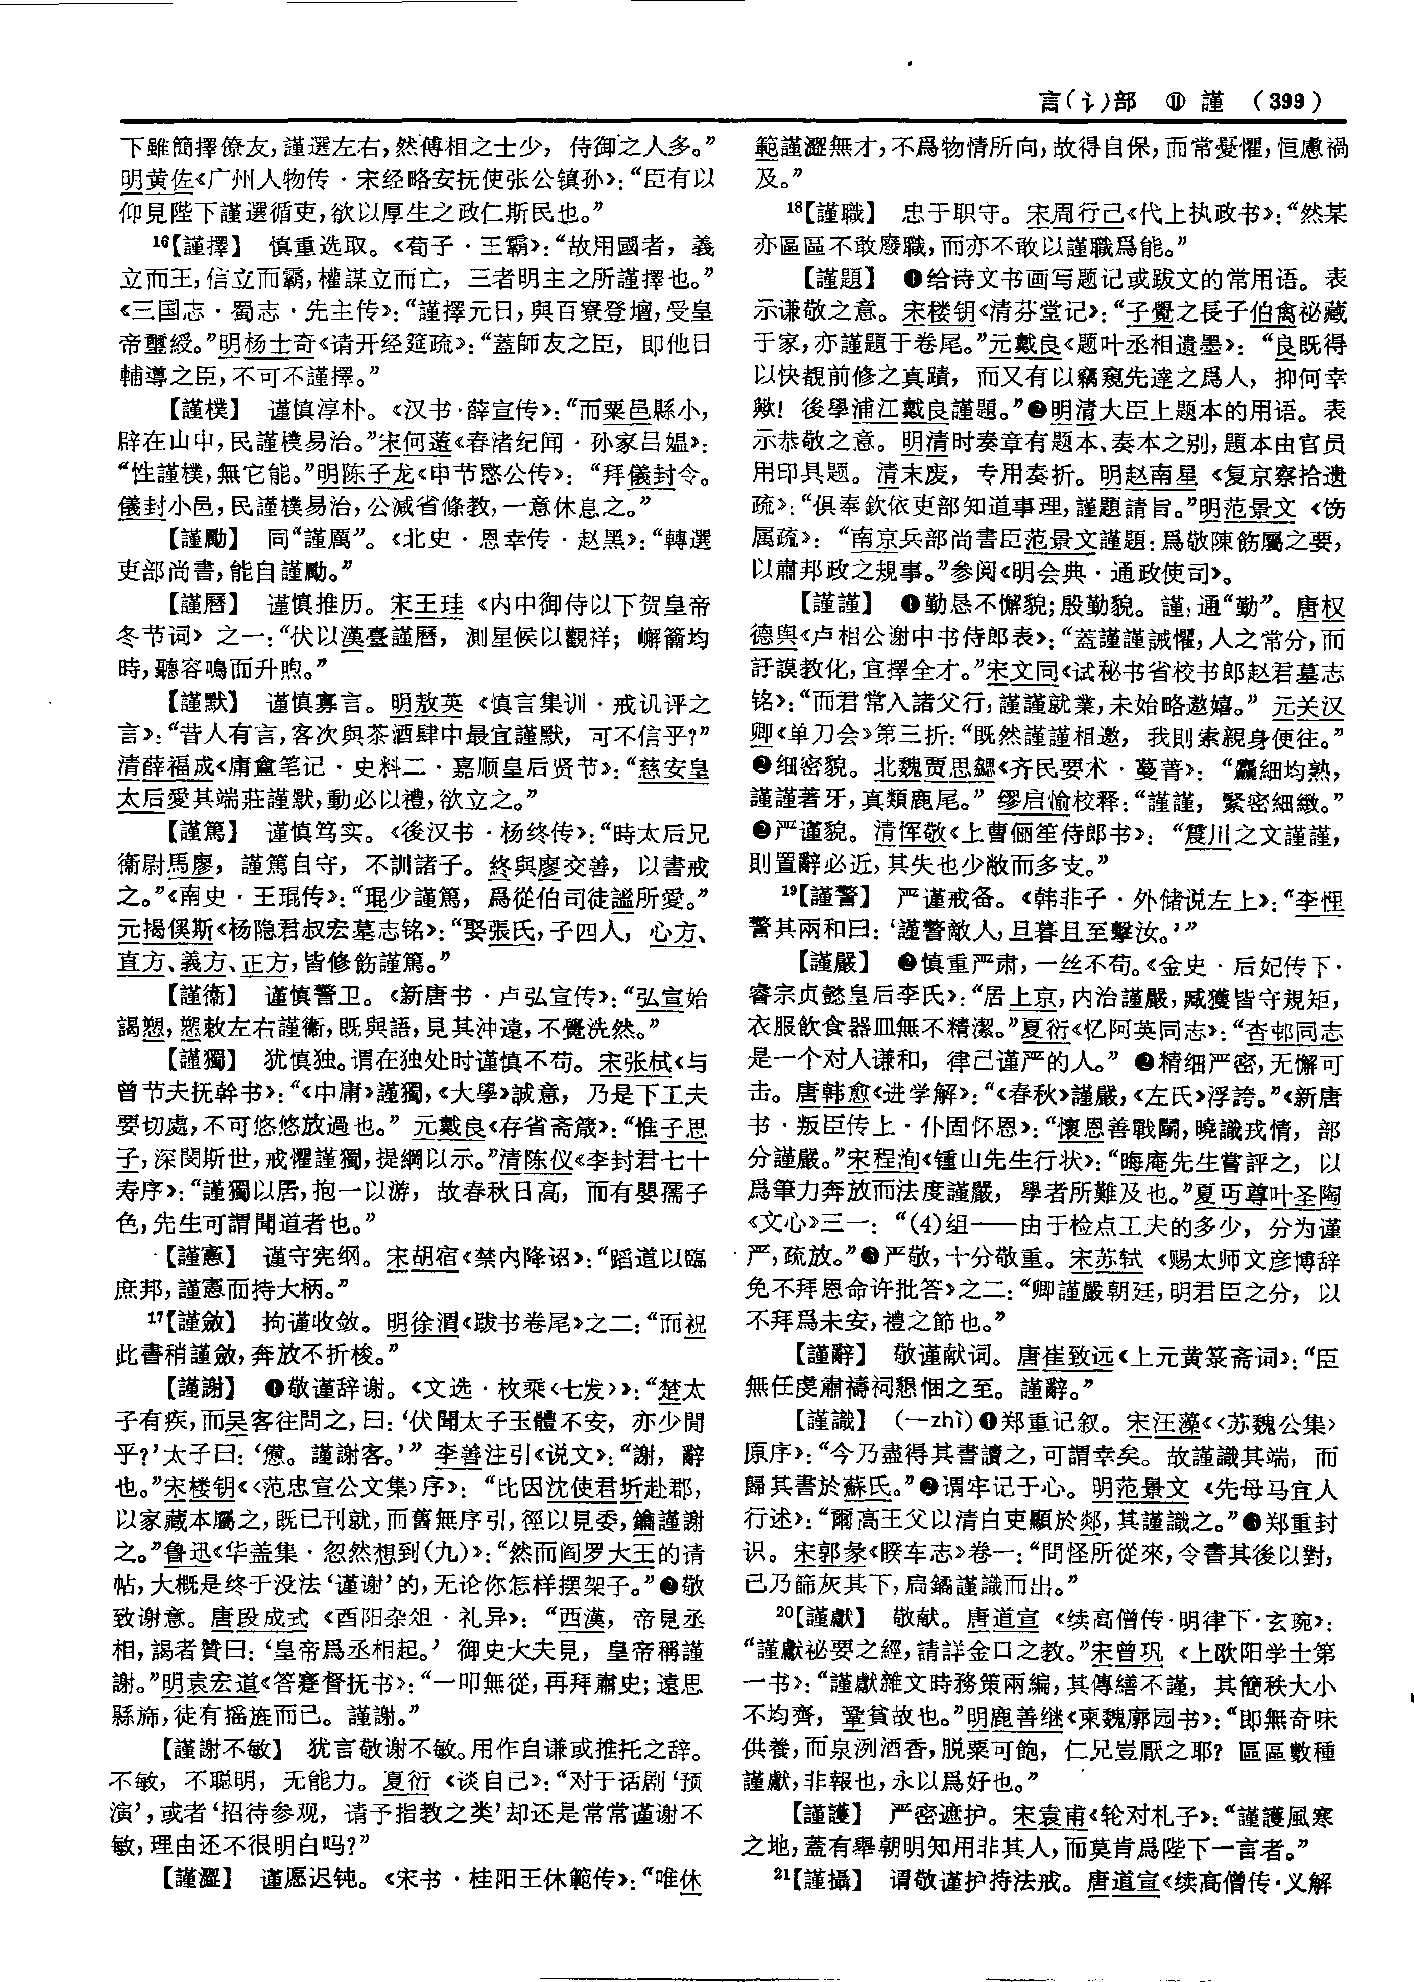 言(讠)部 ⑪ 謹 (399)
下雖簡擇僚友，謹選左右，然傅相之士少，侍御之人多。”
明黄佐《广州人物传·宋经略安抚使张公镇孙》：“臣有以
仰見陛下謹選循吏，欲以厚生之政仁斯民也。”
16【謹擇】 慎重选取。《荀子·王霸》：“故用國者，義
立而王，信立而霸，權謀立而亡，三者明主之所謹擇也。”
《三国志·蜀志·先主传》：“謹擇元日，與百寮登壇，受皇
帝璽綬。”明杨士奇《请开经筵疏》：“蓋師友之臣，即他日
輔導之臣，不可不謹擇。”
【謹樸】 谨慎淳朴。《汉书·薛宣传》：“而粟邑縣小，
辟在山中，民謹樸易治。”宋何薳《春渚纪闻·孙家吕媪》：
“性謹樸，無它能。”明陈子龙《申节愍公传》：“拜儀封令。
儀封小邑，民謹樸易治，公減省條教，一意休息之。”
【謹勵】 同“謹厲”。《北史·恩幸传·赵黑》：“轉選
吏部尚書，能自謹勵。”
【謹曆】 谨慎推历。宋王珪《内中御侍以下贺皇帝
冬节词》之一：“伏以漢臺謹曆，測星候以觀祥；嶰籥均
時，聽容鳴而升煦。”
【謹默】 谨慎寡言。明敖英《慎言集训·戒讥评之
言》：“昔人有言，客次與茶酒肆中最宜謹默，可不信乎？”
清薛福成《庸盦笔记·史料二·嘉顺皇后贤节》：“慈安皇
太后愛其端莊謹默，動必以禮，欲立之。”
【謹篤】 谨慎笃实。《後汉书·杨终传》：“時太后兄
衞尉馬廖，謹篤自守，不訓諸子。終與廖交善，以書戒
之。”《南史·王琨传》：“琨少謹篤，爲從伯司徒謐所愛。”
元揭傒斯《杨隐君叔宏墓志铭》：“娶張氏，子四人，心方、
直方、義方、正方，皆修飭謹篤。”
【謹衞】 谨慎警卫。《新唐书·卢弘宣传》：“弘宣始
謁愬，愬敕左右謹衞，既與語，見其沖遠，不覺洗然。”
【謹獨】 犹慎独。谓在独处时谨慎不苟。宋张栻《与
曾节夫抚幹书》：“《中庸》謹獨，《大學》誠意，乃是下工夫
要切處，不可悠悠放過也。”元戴良《存省斋箴》：“惟子思
子，深閔斯世，戒懼謹獨，提綱以示。”清陈仪《李封君七十
寿序》：“謹獨以居，抱一以游，故春秋日高，而有嬰孺子
色，先生可謂聞道者也。”
【謹憲】 谨守宪纲。宋胡宿《禁内降诏》：“蹈道以臨
庶邦，謹憲而持大柄。”
17【謹斂】 拘谨收敛。明徐渭《跋书卷尾》之二：“而祝
此書稍謹斂，奔放不折梭。”
【謹謝】 ❶敬谨辞谢。《文选·枚乘〈七发〉》：“楚太
子有疾，而吴客往問之，曰：‘伏聞太子玉體不安，亦少閒
乎？’太子曰：‘憊。謹謝客。’”李善注引《说文》：“謝，辭
也。”宋楼钥《〈范忠宣公文集〉序》：“比因沈使君圻赴郡，
以家藏本屬之，既已刊就，而舊無序引，徑以見委，鑰謹謝
之。”鲁迅《华盖集·忽然想到(九)》：“然而阎罗大王的请
帖，大概是终于没法‘谨谢’的，无论你怎样摆架子。”❷敬
致谢意。唐段成式《酉阳杂俎·礼异》：“西漢，帝見丞
相，謁者贊曰：‘皇帝爲丞相起。’御史大夫見，皇帝稱謹
謝。”明袁宏道《答蹇督抚书》：“一叩無從，再拜肅史；遠思
縣斾，徒有摇旌而已。謹謝。”
【謹謝不敏】 犹言敬谢不敏。用作自谦或推托之辞。
不敏，不聪明，无能力。夏衍《谈自己》：“对于话剧‘预
演’，或者‘招待参观，请予指教之类’却还是常常谨谢不
敏，理由还不很明白吗？”
【謹澀】 谨愿迟钝。《宋书·桂阳王休範传》：“唯休
範謹澀無才，不爲物情所向，故得自保，而常憂懼，恒慮禍
及。”
18【謹職】 忠于职守。宋周行己《代上执政书》：“然某
亦區區不敢廢職，而亦不敢以謹職爲能。”
【謹題】 ❶给诗文书画写题记或跋文的常用语。表
示谦敬之意。宋楼钥《清芬堂记》：“子覺之長子伯禽祕藏
于家，亦謹題于卷尾。”元戴良《题叶丞相遗墨》：“良既得
以快覩前修之真蹟，而又有以竊窺先達之爲人，抑何幸
歟！後學浦江戴良謹題。”❷明清大臣上题本的用语。表
示恭敬之意。明清时奏章有题本、奏本之别，題本由官员
用印具题。清末废，专用奏折。明赵南星《复京察拾遗
疏》：“俱奉欽依吏部知道事理，謹題請旨。”明范景文《饬
属疏》：“南京兵部尚書臣范景文謹題：爲敬陳飭屬之要，
以肅邦政之規事。”参阅《明会典·通政使司》。
【謹謹】 ❶勤恳不懈貌；殷勤貌。謹，通“勤”。唐权
德舆《卢相公谢中书侍郎表》：“蓋謹謹誠懼，人之常分，而
訏謨教化，宜擇全才。”宋文同《试秘书省校书郎赵君墓志
铭》：“而君常入諸父行，謹謹就業，未始略遨嬉。”元关汉
卿《单刀会》第三折：“既然謹謹相邀，我則索親身便往。”
❷细密貌。北魏贾思勰《齐民要术·蔓菁》：“麤細均熟，
謹謹著牙，真類鹿尾。”缪启愉校释：“謹謹，緊密細緻。”
❷严谨貌。清恽敬《上曹俪笙侍郎书》：“震川之文謹謹，
則置辭必近，其失也少敞而多支。”
19【謹警】 严谨戒备。《韩非子·外储说左上》：“李悝
警其兩和曰：‘謹警敵人，旦暮且至擊汝。’”
【謹嚴】 ❷慎重严肃，一丝不苟。《金史·后妃传下·
睿宗贞懿皇后李氏》：“居上京，内治謹嚴，臧獲皆守規矩，
衣服飲食器皿無不精潔。”夏衍《忆阿英同志》：“杏邨同志
是一个对人谦和，律己谨严的人。”❷精细严密，无懈可
击。唐韩愈《进学解》：“《春秋》謹嚴，《左氏》浮誇。”《新唐
书·叛臣传上·仆固怀恩》：“懷恩善戰鬭，曉識戎情，部
分謹嚴。”宋程洵《锺山先生行状》：“晦庵先生嘗評之，以
爲筆力奔放而法度謹嚴，學者所難及也。”夏丏尊叶圣陶
《文心》三一：“(4)组——由于检点工夫的多少，分为谨
严，疏放。”❸严敬，十分敬重。宋苏轼《赐太师文彦博辞
免不拜恩命许批答》之二：“卿謹嚴朝廷，明君臣之分，以
不拜爲未安，禮之節也。”
【謹辭】 敬谨献词。唐崔致远《上元黄箓斋词》：“臣
無任虔肅禱祠懇悃之至。謹辭。”
【謹識】 (—zhì)❶郑重记叙。宋汪藻《〈苏魏公集〉
原序》：“今乃盡得其書讀之，可謂幸矣。故謹識其端，而
歸其書於蘇氏。”❷谓牢记于心。明范景文《先母马宜人
行述》：“爾高王父以清白吏顯於郯，其謹識之。”❸郑重封
识。宋郭彖《睽车志》卷一：“問怪所從來，令書其後以對，
已乃篩灰其下，扃鐍謹識而出。”
20【謹獻】 敬献。唐道宣《续高僧传·明律下·玄琬》：
“謹獻祕要之經，請詳金口之教。”宋曾巩《上欧阳学士第
一书》：“謹獻雜文時務策兩編，其傳繕不謹，其簡秩大小
不均齊，鞏貧故也。”明鹿善继《柬魏廓园书》：“即無奇味
供養，而泉洌酒香，脱粟可飽，仁兄豈厭之耶？區區數種
謹獻，非報也，永以爲好也。”
【謹護】 严密遮护。宋袁甫《轮对札子》：“謹護風寒
之地，蓋有舉朝明知用非其人，而莫肯爲陛下一言者。”
21【謹攝】 谓敬谨护持法戒。唐道宣《续高僧传·义解